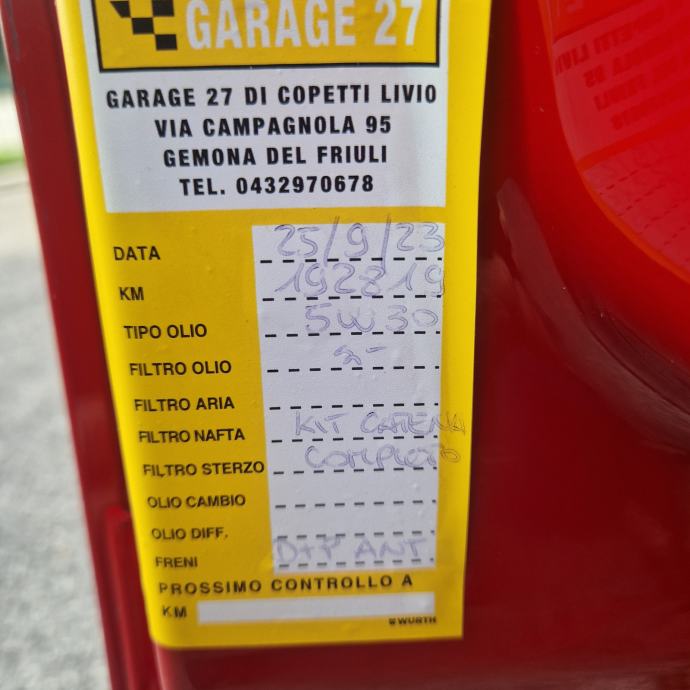 GARAGE 27
GARAGE 27 DI COPETTI LIVIO
VIA CAMPAGNOLA 95
GEMONA DEL FRIULI
TEL. 0432970678
DATA 25/9/23
KM 192819
TIPO OLIO 5W30
FILTRO OLIO
FILTRO ARIA
FILTRO NAFTA KIT CATENA
FILTRO STERZO COMPLETO
OLIO CAMBIO
OLIO DIFF.
FRENI D+P ANT
PROSSIMO CONTROLLO A
KM
WÜRTH